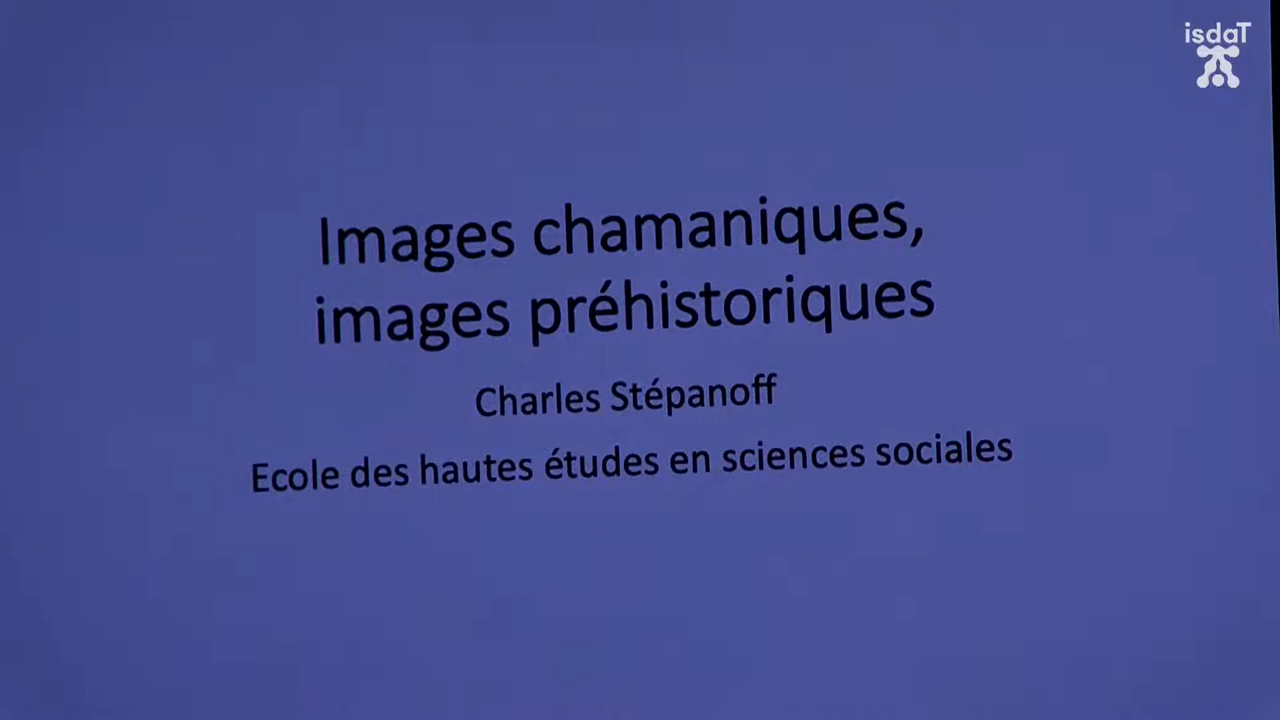 isdaT
Images chamaniques,
images préhistoriques
Charles Stépanoff
Ecole des hautes études en sciences sociales